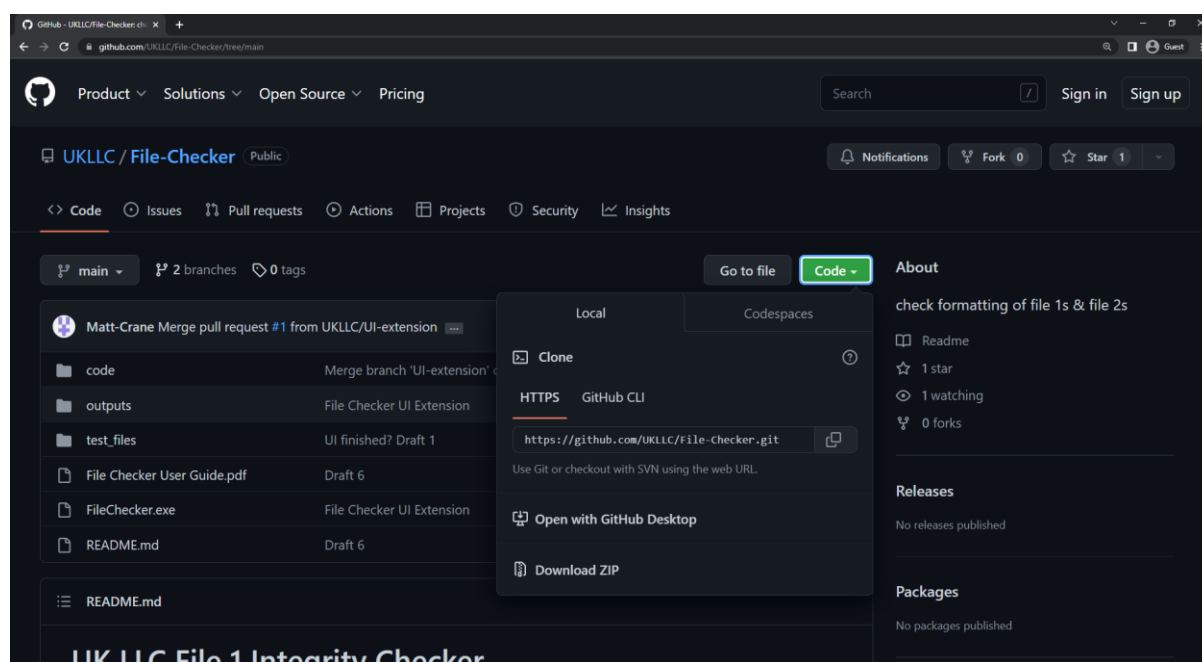 GitHub - UKLLC/File-Checker: che
github.com/UKLLC/File-Checker/tree/main
Guest
Product Solutions Open Source Pricing
Search /
Sign in Sign up
UKLLC / File-Checker Public
Notifications Fork 0 Star 1
Code Issues Pull requests Actions Projects Security Insights
main 2 branches 0 tags
Go to file Code
Matt-Crane Merge pull request #1 from UKLLC/UI-extension ...
code Merge branch 'UI-extension'
outputs File Checker UI Extension
test_files UI finished? Draft 1
File Checker User Guide.pdf Draft 6
FileChecker.exe File Checker UI Extension
README.md Draft 6
README.md
UK LLC File 1 Integrity Checker
Local Codespaces
Clone
HTTPS GitHub CLI
https://github.com/UKLLC/File-Checker.git
Use Git or checkout with SVN using the web URL.
Open with GitHub Desktop
Download ZIP
About
check formatting of file 1s & file 2s
Readme
1 star
1 watching
0 forks
Releases
No releases published
Packages
No packages published